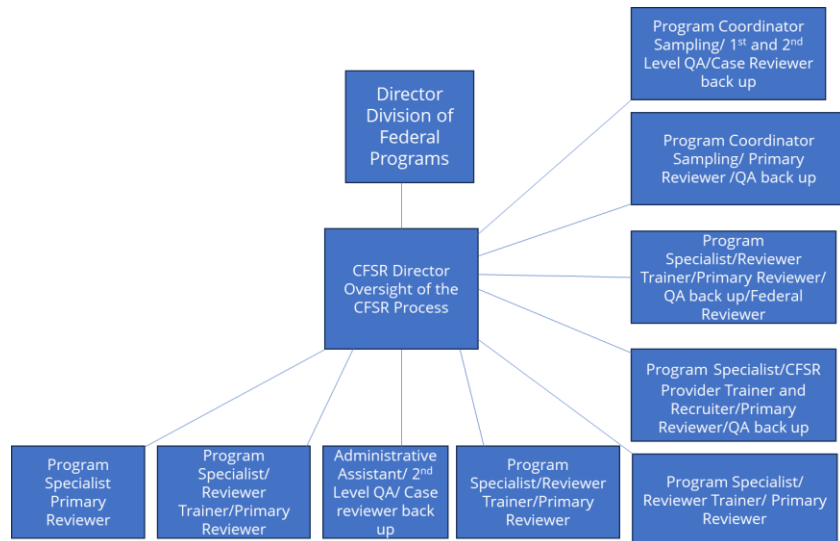 Program Coordinator
Sampling/ 1st and 2nd
Level QA/Case Reviewer
back up
Director
Division of
Federal
Programs
Program Coordinator
Sampling/ Primary
Reviewer /QA back up
CFSR Director
Oversight of the
CFSR Process
Program
Specialist/Reviewer
Trainer/Primary Reviewer/
QA back up/Federal
Reviewer
Program Specialist/CFSR
Provider Trainer and
Recruiter/Primary
Reviewer/QA back up
Program
Specialist
Primary
Reviewer
Program
Specialist/
Reviewer
Trainer/Primary
Reviewer
Administrative
Assistant/ 2nd
Level QA/ Case
reviewer back
up
Program
Specialist/Reviewer
Trainer/Primary
Reviewer
Program Specialist/
Reviewer Trainer/ Primary
Reviewer